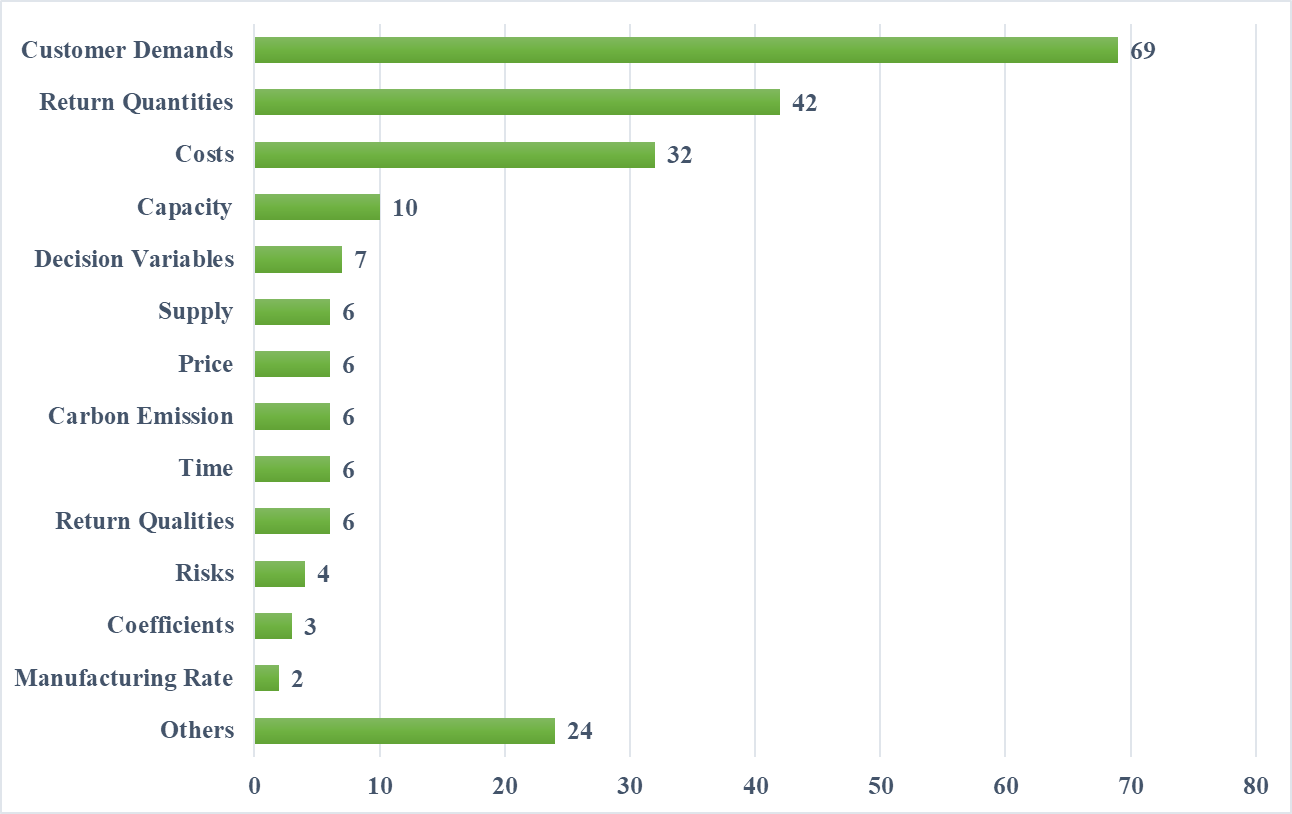 Customer Demands 69
Return Quantities 42
Costs 32
Capacity 10
Decision Variables 7
Supply 6
Price 6
Carbon Emission 6
Time 6
Return Qualities 6
Risks 4
Coefficients 3
Manufacturing Rate 2
Others 24
0 10 20 30 40 50 60 70 80